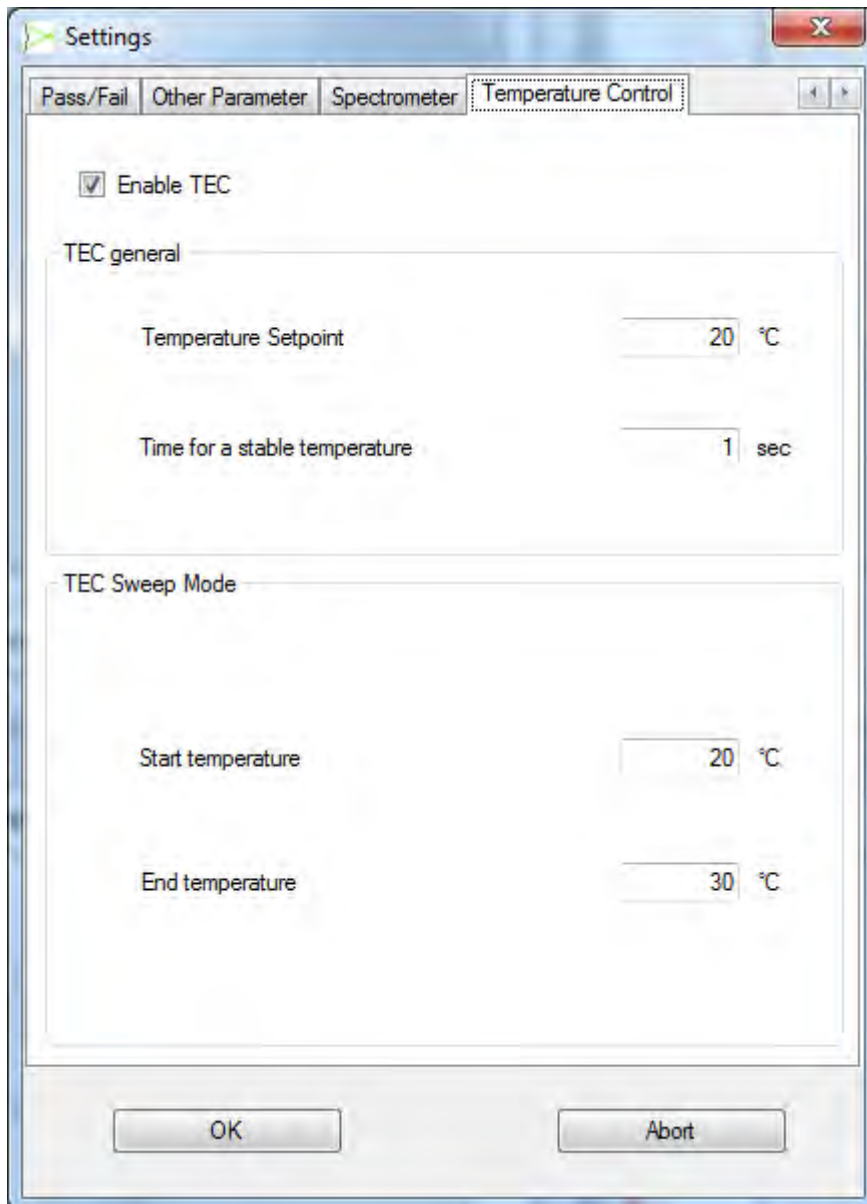 Settings
Pass/Fail Other Parameter Spectrometer Temperature Control
Enable TEC
TEC general
Temperature Setpoint 20 °C
Time for a stable temperature 1 sec
TEC Sweep Mode
Start temperature 20 °C
End temperature 30 °C
OK Abort